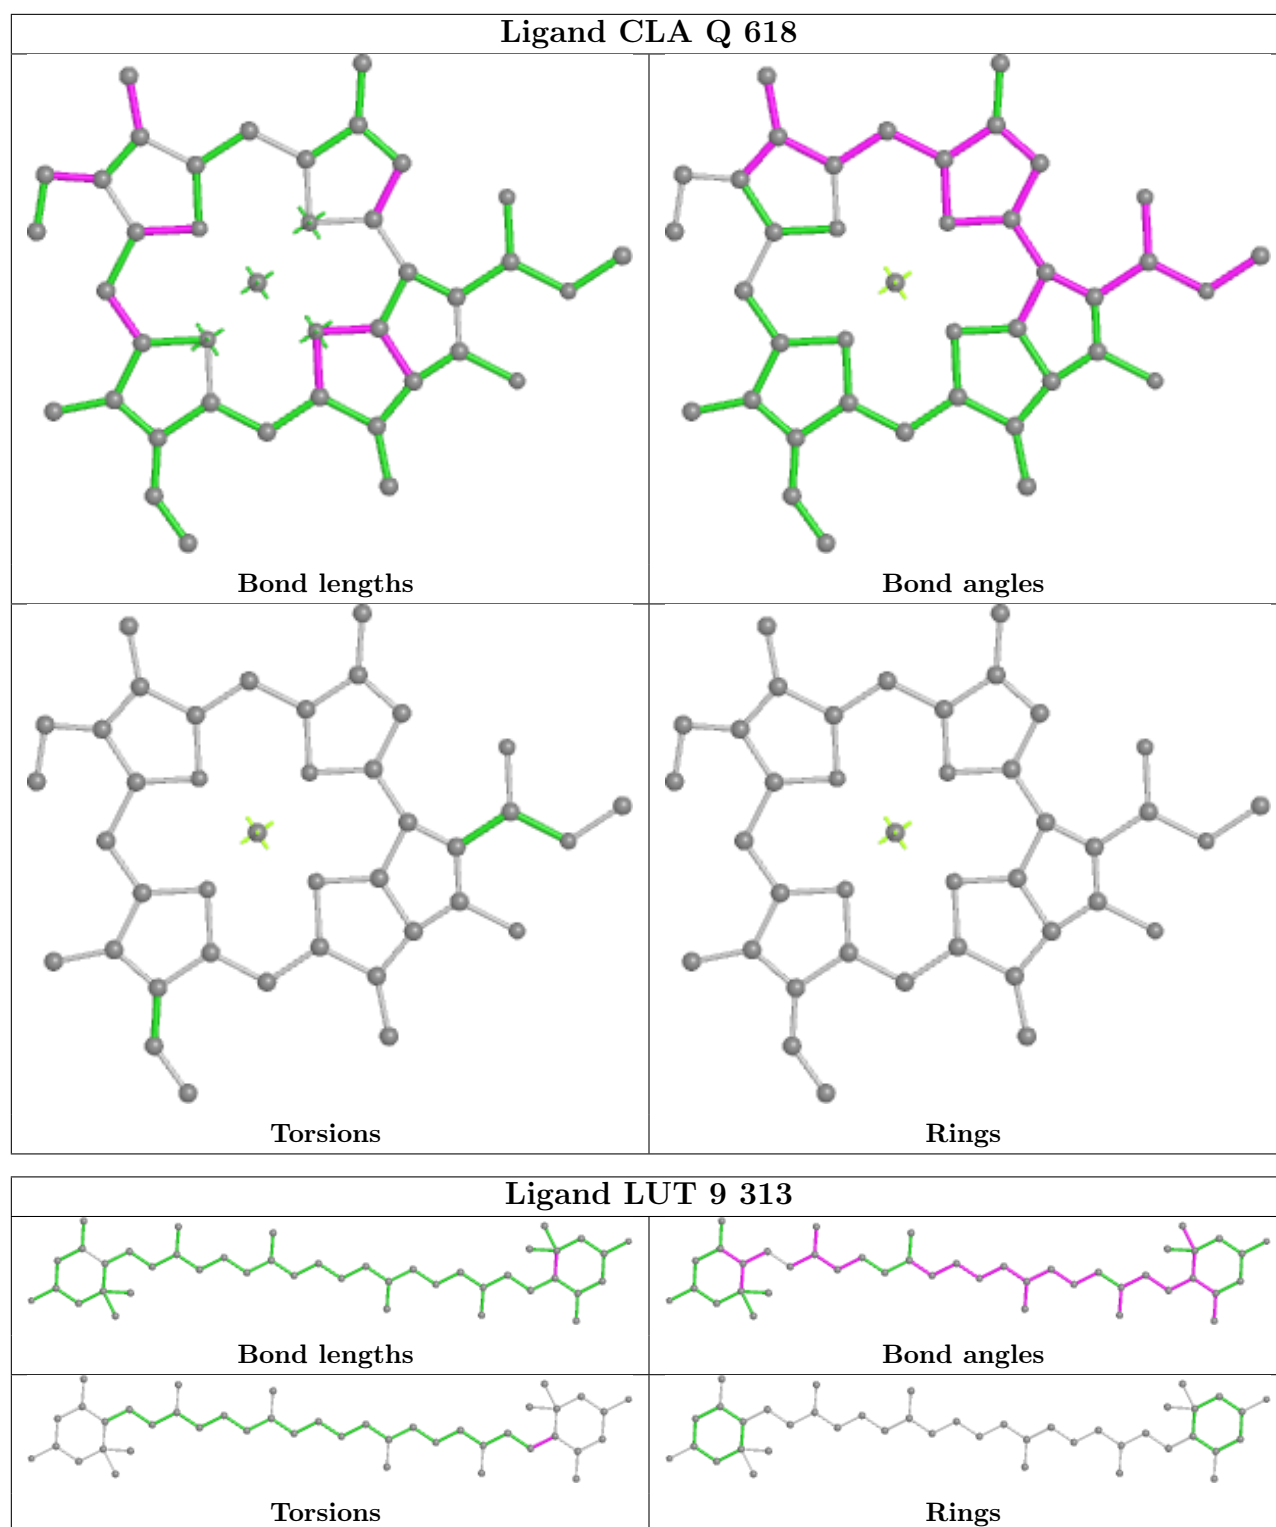 Ligand CLA Q 618
Bond lengths
Bond angles
Torsions
Rings
Ligand LUT 9 313
Bond lengths
Bond angles
Torsions
Rings